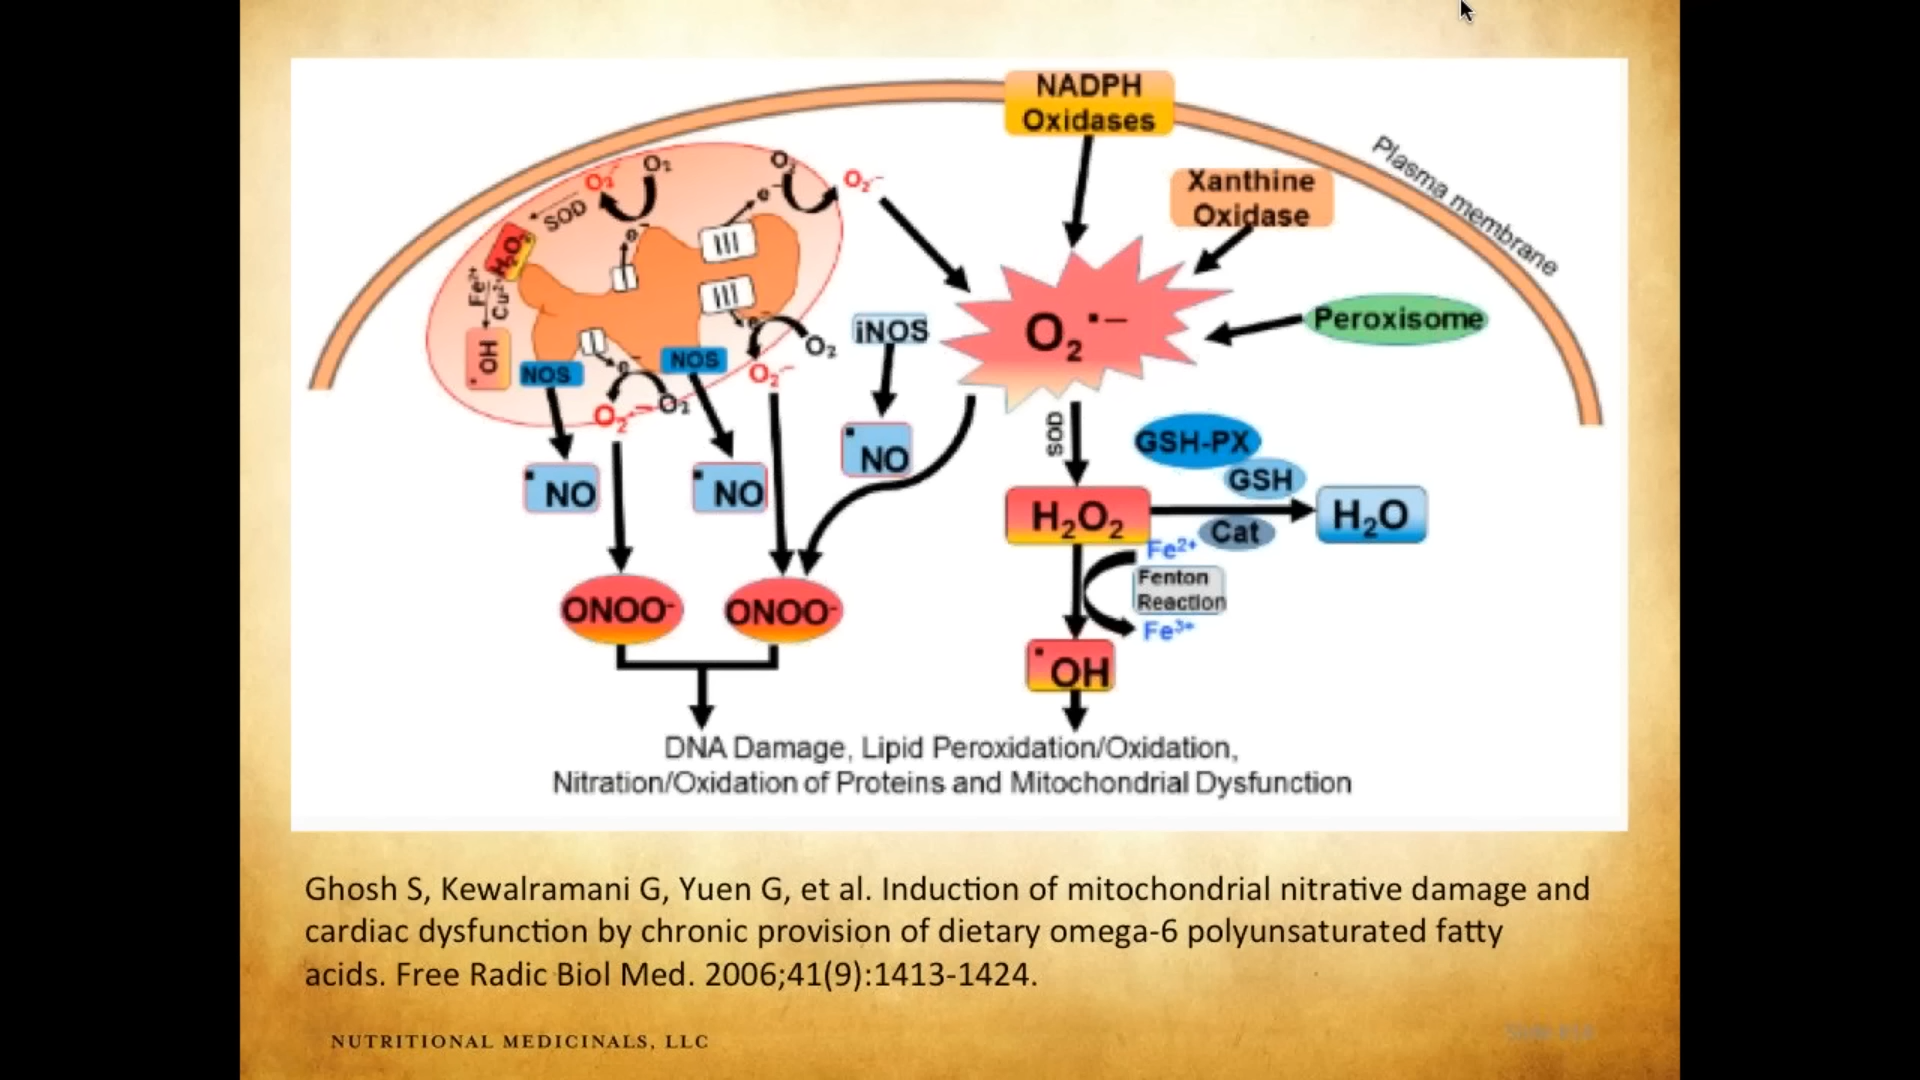 NADPH
Oxidases
Plasma membrane
Xanthine
Oxidase
Peroxisome
O₂
O₂⁻
SOD
H₂O₂
Fe²⁺
Cu²⁺
˙OH
e⁻
I
e⁻
O₂
O₂˙⁻
III
III
e⁻
O₂
O₂˙⁻
I
e⁻
O₂
O₂˙⁻
NOS
NOS
iNOS
˙NO
˙NO
˙NO
O₂˙⁻
SOD
GSH-PX
GSH
Cat
H₂O₂
H₂O
Fe²⁺
Fenton
Reaction
Fe³⁺
˙OH
ONOO⁻
ONOO⁻
DNA Damage, Lipid Peroxidation/Oxidation,
Nitration/Oxidation of Proteins and Mitochondrial Dysfunction
Ghosh S, Kewalramani G, Yuen G, et al. Induction of mitochondrial nitrative damage and
cardiac dysfunction by chronic provision of dietary omega-6 polyunsaturated fatty
acids. Free Radic Biol Med. 2006;41(9):1413-1424.
NUTRITIONAL MEDICINALS, LLC